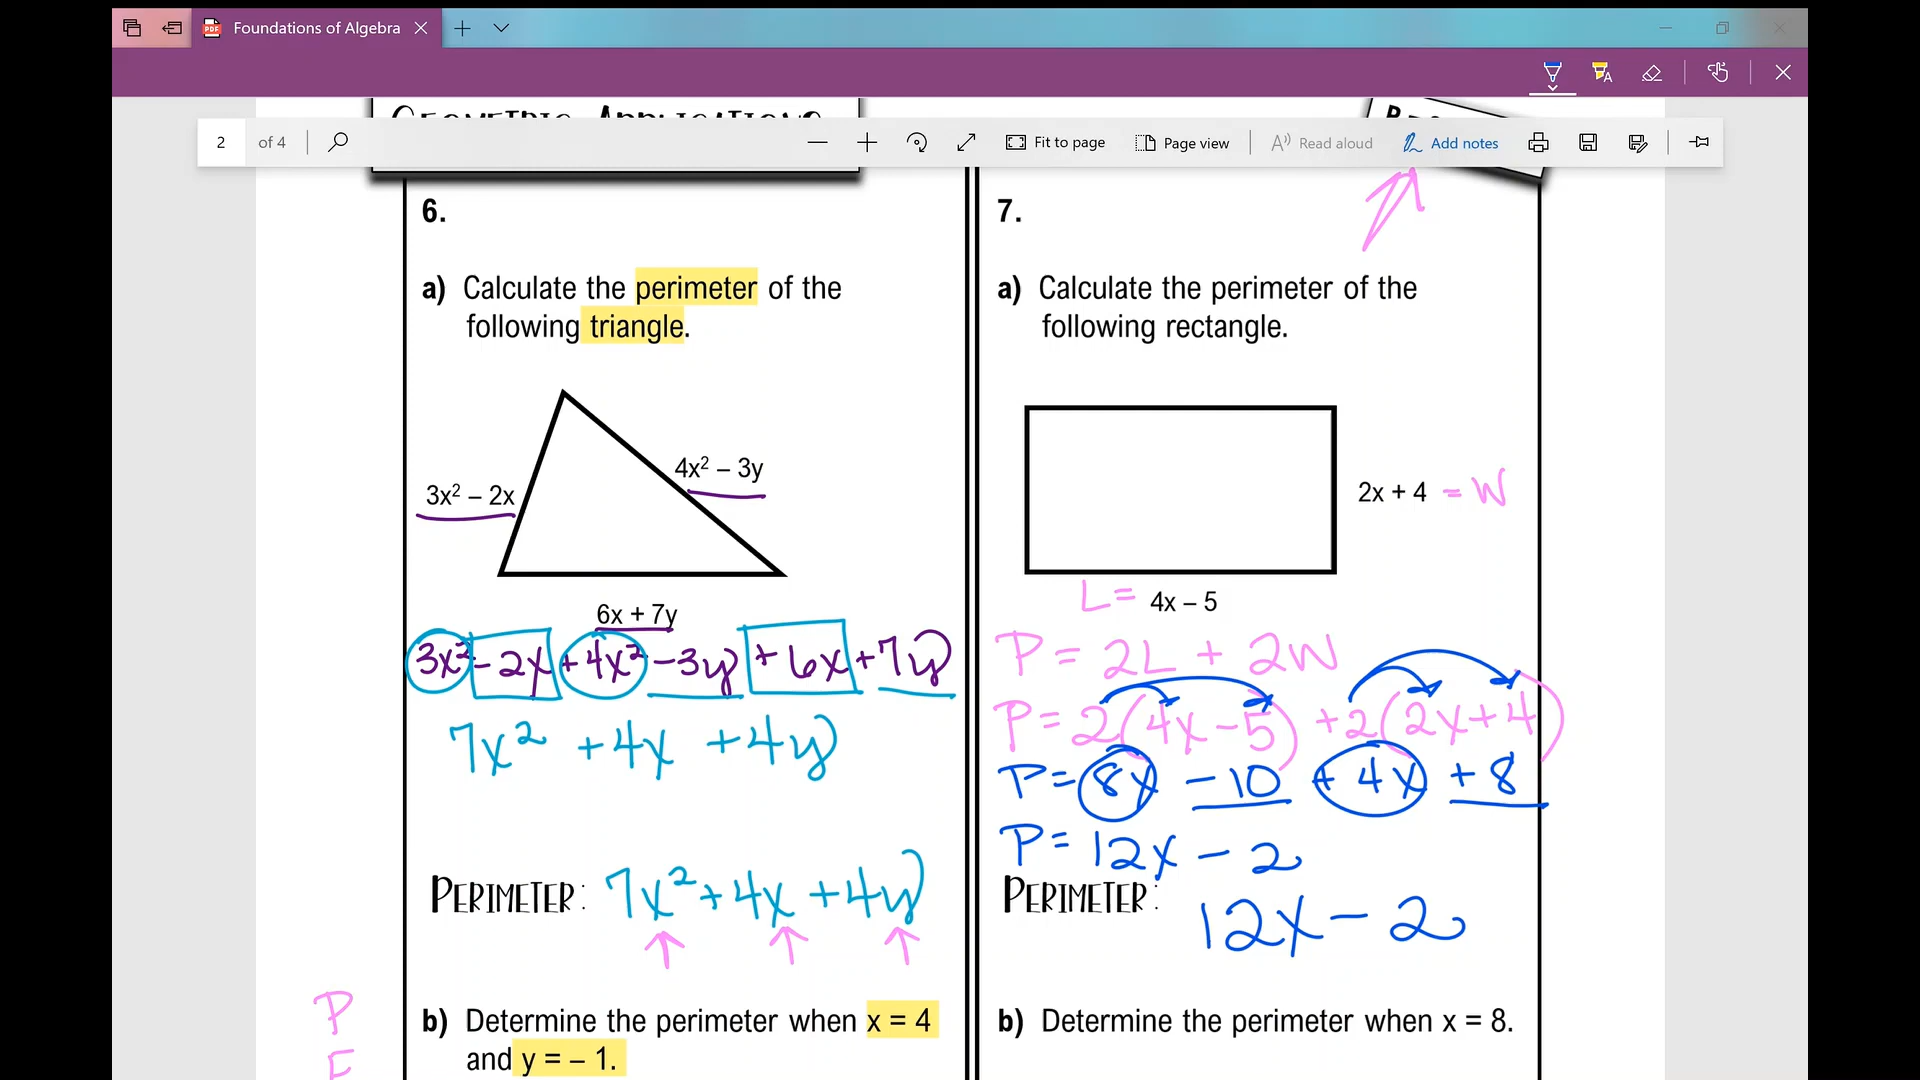 Foundations of Algebra
2 of 4 Fit to page Page view Read aloud Add notes
6.
a) Calculate the perimeter of the
following triangle.
4x² – 3y
3x² – 2x
6x + 7y
3x² - 2x + 4x² - 3y + 6x + 7y
7x² + 4x + 4y
PERIMETER: 7x² + 4x + 4y
P
b) Determine the perimeter when x = 4
and y = – 1.
7.
a) Calculate the perimeter of the
following rectangle.
2x + 4 = W
L = 4x – 5
P = 2L + 2W
P = 2(4x - 5) + 2(2x + 4)
P = 8x - 10 + 4x + 8
P = 12x - 2
PERIMETER: 12x - 2
b) Determine the perimeter when x = 8.